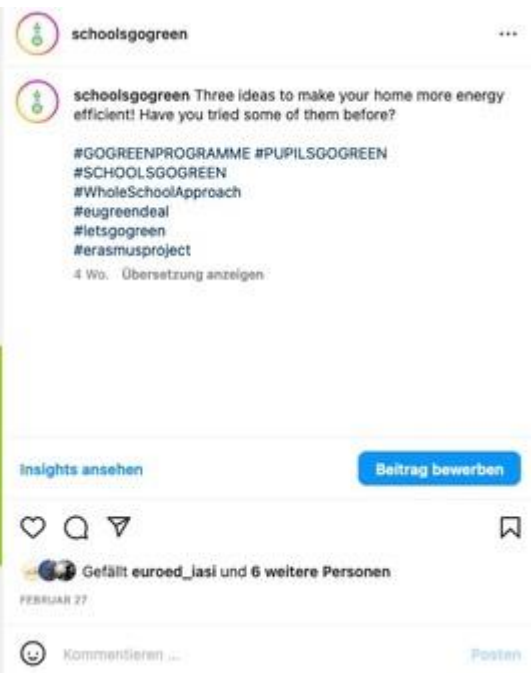 schoolsgogreen
schoolsgogreen Three ideas to make your home more energy
efficient! Have you tried some of them before?
#GOGREENPROGRAMME #PUPILSGOGREEN
#SCHOOLSGOGREEN
#WholeSchoolApproach
#eugreendeal
#letsgogreen
#erasmusproject
4 Wo. Übersetzung anzeigen
Insights ansehen
Beitrag bewerben
Gefällt euroed_iasi und 6 weitere Personen
FEBRUAR 27
Kommentieren ...
Posten